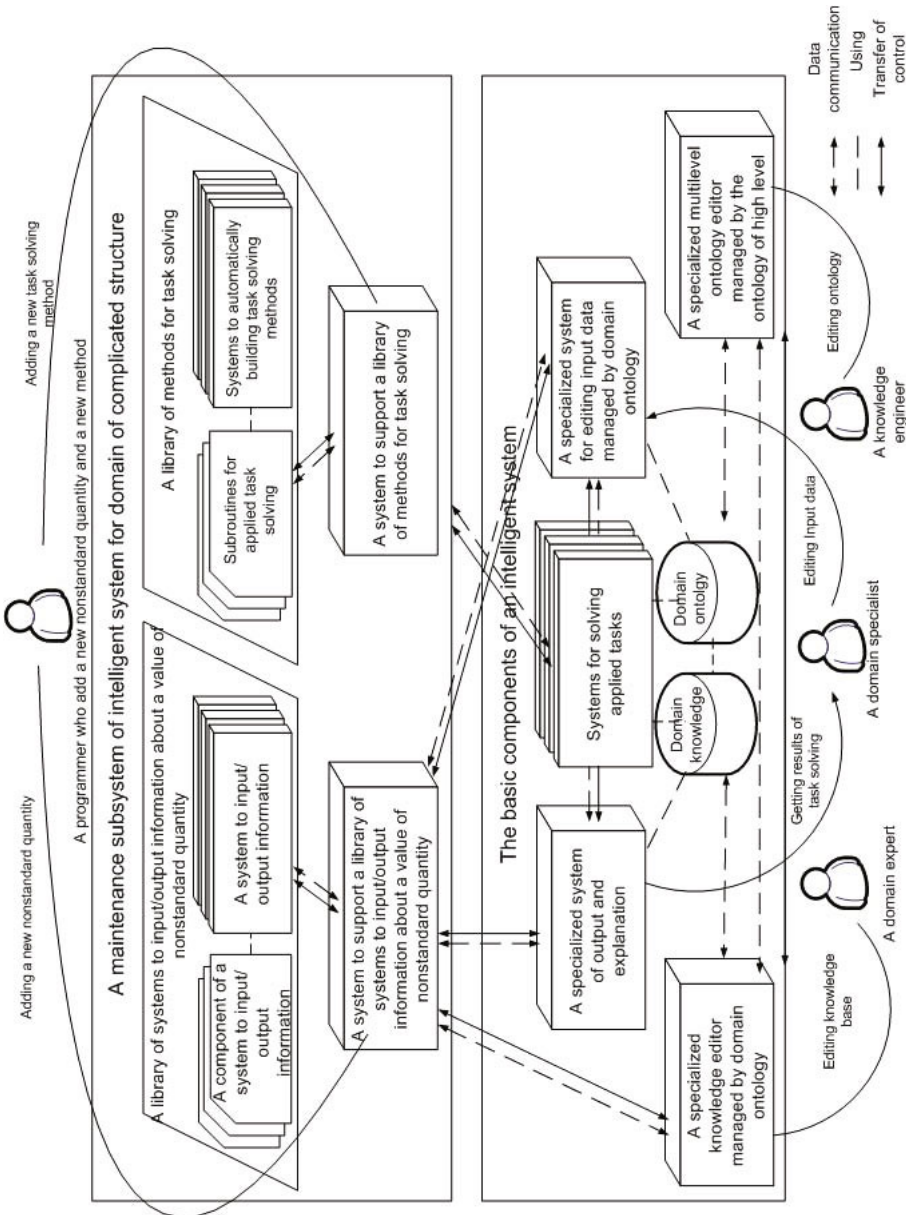 Adding a new nonstandard quantity
Adding a new task solving
method
A programmer who add a new nonstandard quantity and a new method
A maintenance subsystem of intelligent system for domain of complicated structure
A library of systems to input/output information about a value of
nonstandard quantity
A library of methods for task solving
A component of a
system to input/
output
information
A system to input/
output information
Subroutines for
applied task
solving
Systems to automatically
building task solving
methods
A system to support a library of
systems to input/output
information about a value of
nonstandard quantity
A system to support a library
of methods for task solving
The basic components of an intelligent system
A specialized system
of output and
explanation
Systems for solving
applied tasks
A specialized system
for editing input data
managed by domain
ontology
Domain
knowledge
Domain
ontolgy
A specialized
knowledge editor
managed by domain
ontology
A specialized multilevel
ontology editor
managed by the
ontology of high level
Editing knowledge
base
Getting results of
task solving
Editing Input data
Editing ontology
A domain expert
A domain specialist
A knowledge
engineer
Data
communication
Using
Transfer of
control